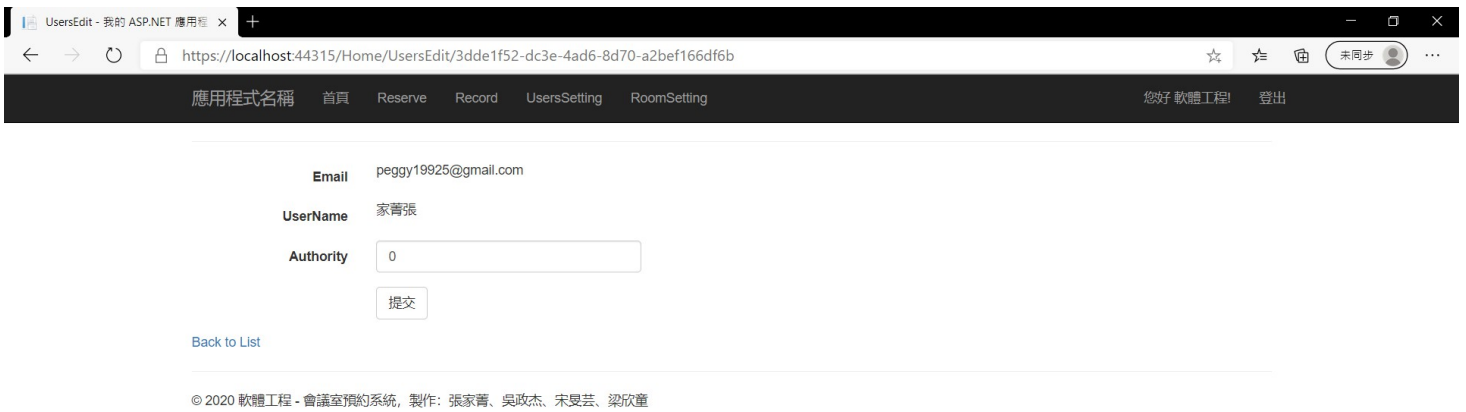 UsersEdit - 我的 ASP.NET 應用程
https://localhost:44315/Home/UsersEdit/3dde1f52-dc3e-4ad6-8d70-a2bef166df6b 未同步
應用程式名稱 首頁 Reserve Record UsersSetting RoomSetting 您好 軟體工程! 登出
Email peggy19925@gmail.com
UserName 家菁張
Authority 0
提交
Back to List
© 2020 軟體工程 - 會議室預約系統, 製作: 張家菁、吳政杰、宋旻芸、梁欣童